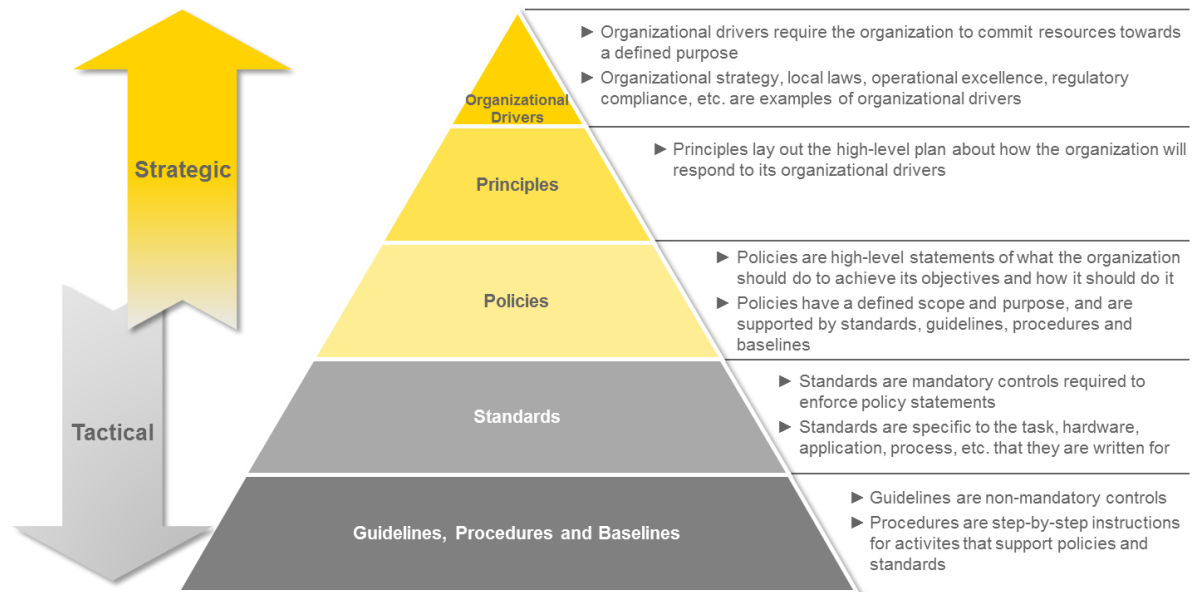 Strategic
Tactical
Organizational
Drivers
Principles
Policies
Standards
Guidelines, Procedures and Baselines
► Organizational drivers require the organization to commit resources towards
a defined purpose
► Organizational strategy, local laws, operational excellence, regulatory
compliance, etc. are examples of organizational drivers
► Principles lay out the high-level plan about how the organization will
respond to its organizational drivers
► Policies are high-level statements of what the organization
should do to achieve its objectives and how it should do it
► Policies have a defined scope and purpose, and are
supported by standards, guidelines, procedures and
baselines
► Standards are mandatory controls required to
enforce policy statements
► Standards are specific to the task, hardware,
application, process, etc. that they are written for
► Guidelines are non-mandatory controls
► Procedures are step-by-step instructions
for activites that support policies and
standards